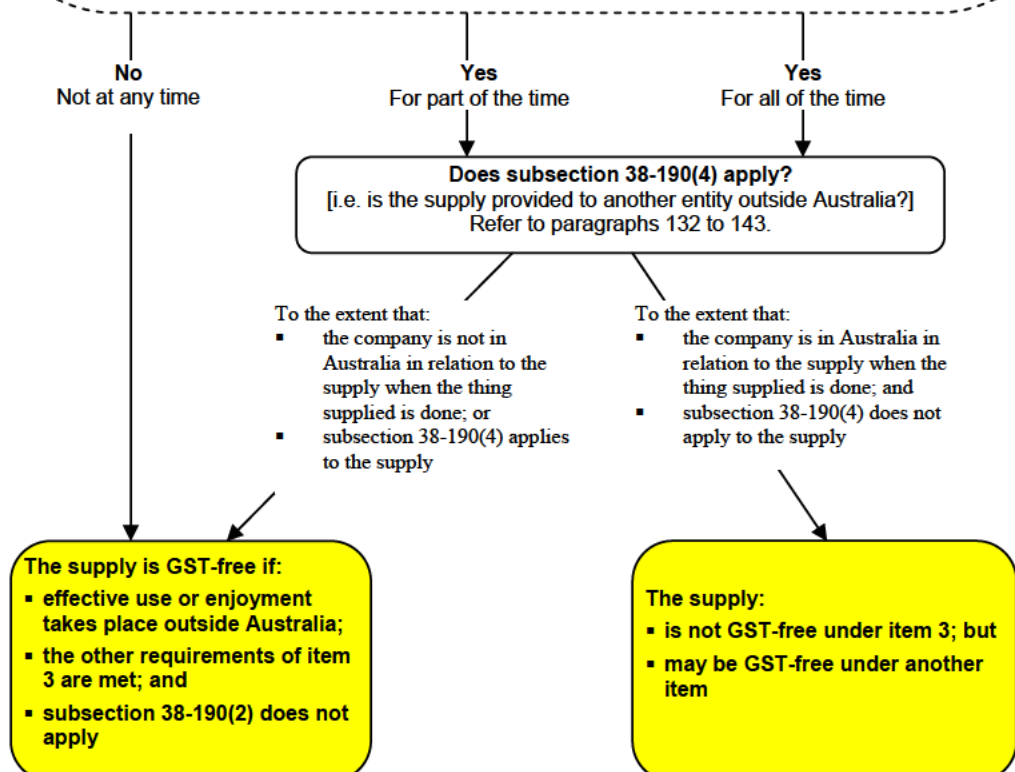 No
Not at any time
Yes
For part of the time
Yes
For all of the time
Does subsection 38-190(4) apply?
[i.e. is the supply provided to another entity outside Australia?]
Refer to paragraphs 132 to 143.
To the extent that:
▪ the company is not in
Australia in relation to the
supply when the thing
supplied is done; or
▪ subsection 38-190(4) applies
to the supply
To the extent that:
▪ the company is in Australia in
relation to the supply when the
thing supplied is done; and
▪ subsection 38-190(4) does not
apply to the supply
The supply is GST-free if:
▪ effective use or enjoyment
takes place outside Australia;
▪ the other requirements of item
3 are met; and
▪ subsection 38-190(2) does not
apply
The supply:
▪ is not GST-free under item 3; but
▪ may be GST-free under another
item